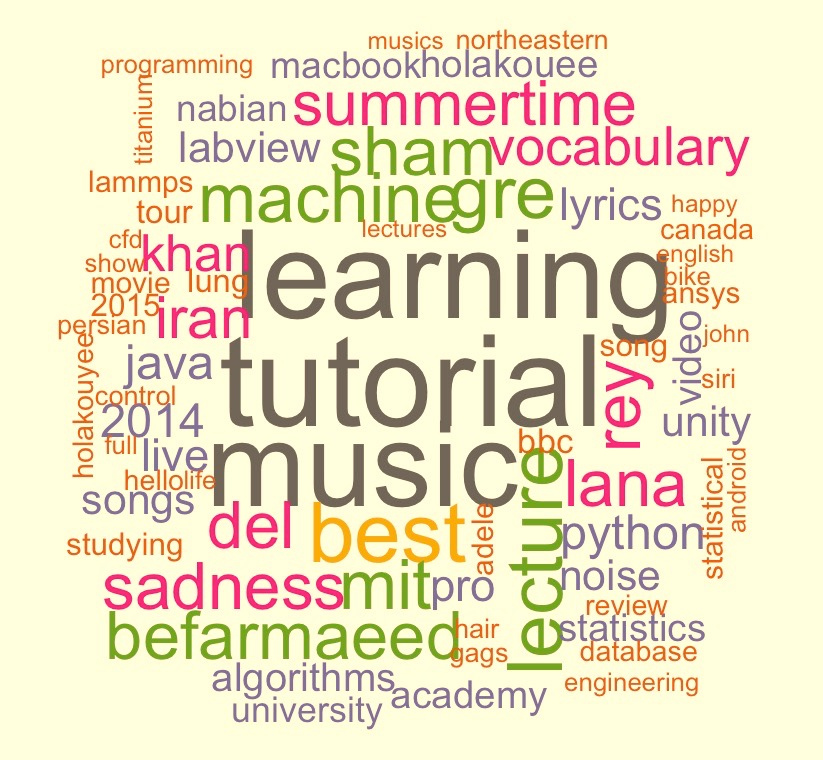 musics northeastern
programming macbook holakouee
titanium nabian summertime
labview sham vocabulary
lammps machine gre lyrics happy
tour lectures canada
cfd khan learning english
show bike
movie lung ansys
2015 iran
persian tutorial song video john
holakouyee java rey siri
control
2014 unity
full live music bbc
hellolife lana
songs del best adele lecture python statistical android
studying
sadness mit pro noise
befarmaeed hair review
statistics
gags database
algorithms academy engineering
university